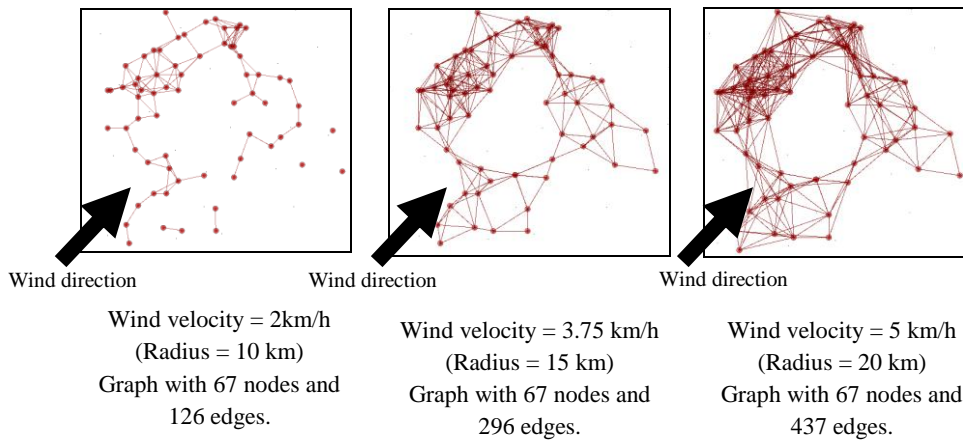 Wind direction
Wind direction
Wind direction
Wind velocity = 2km/h
(Radius = 10 km)
Graph with 67 nodes and
126 edges.
Wind velocity = 3.75 km/h
(Radius = 15 km)
Graph with 67 nodes and
296 edges.
Wind velocity = 5 km/h
(Radius = 20 km)
Graph with 67 nodes and
437 edges.